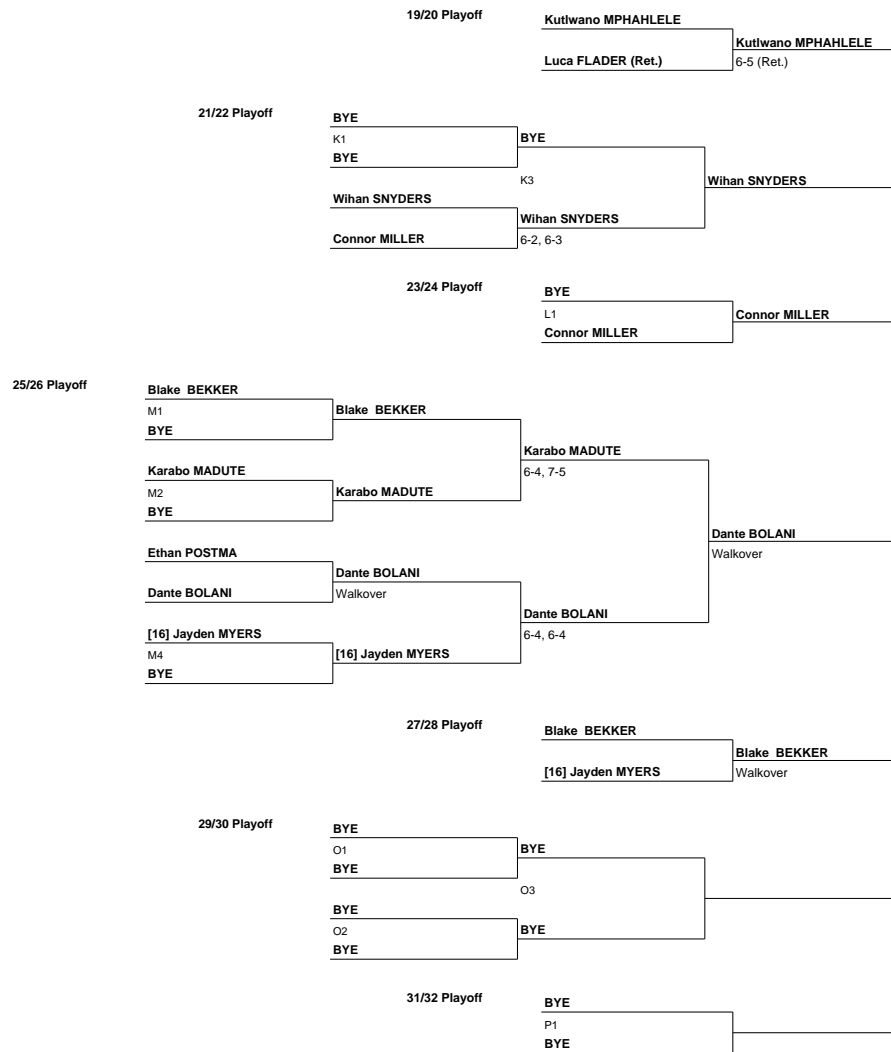 19/20 Playoff
Kutlwano MPHAHLELE
Kutlwano MPHAHLELE
Luca FLADER (Ret.)
6-5 (Ret.)
21/22 Playoff
BYE
K1
BYE
BYE
K3
Wihan SNYDERS
Wihan SNYDERS
Wihan SNYDERS
Connor MILLER
6-2, 6-3
23/24 Playoff
BYE
L1
Connor MILLER
Connor MILLER
25/26 Playoff
Blake BEKKER
M1
Blake BEKKER
BYE
Karabo MADUTE
Karabo MADUTE
6-4, 7-5
M2
Karabo MADUTE
BYE
Dante BOLANI
Walkover
Ethan POSTMA
Dante BOLANI
Dante BOLANI
Walkover
Dante BOLANI
6-4, 6-4
[16] Jayden MYERS
M4
[16] Jayden MYERS
BYE
27/28 Playoff
Blake BEKKER
Blake BEKKER
[16] Jayden MYERS
Walkover
29/30 Playoff
BYE
O1
BYE
BYE
O3
BYE
O2
BYE
BYE
31/32 Playoff
BYE
P1
BYE